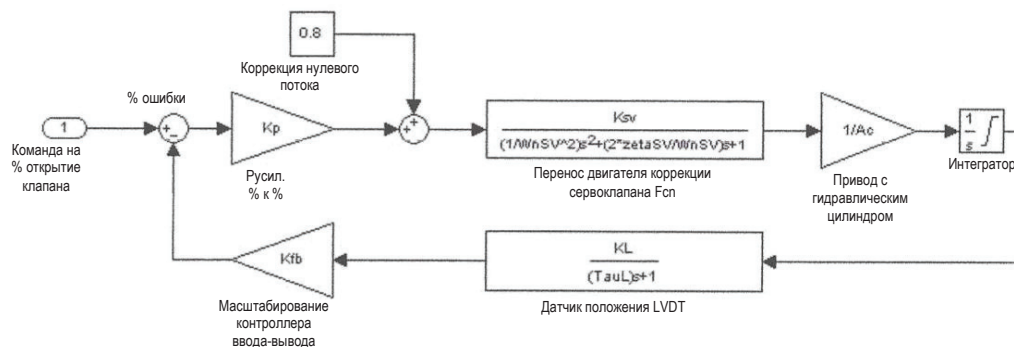 0.8
Коррекция нулевого
потока
% ошибки
1
Команда на
% открытие
клапана
Kp
Pусил.
% к %
Ksv
(1/WnSV^2)s²+(2*zetaSV/WnSV)s+1
Перенос двигателя коррекции
сервоклапана Fcn
1/Ac
Привод с
гидравлическим
цилиндром
1
s
Интегратор
Kfb
Масштабирование
контроллера
ввода-вывода
KL
(TauL)s+1
Датчик положения LVDT